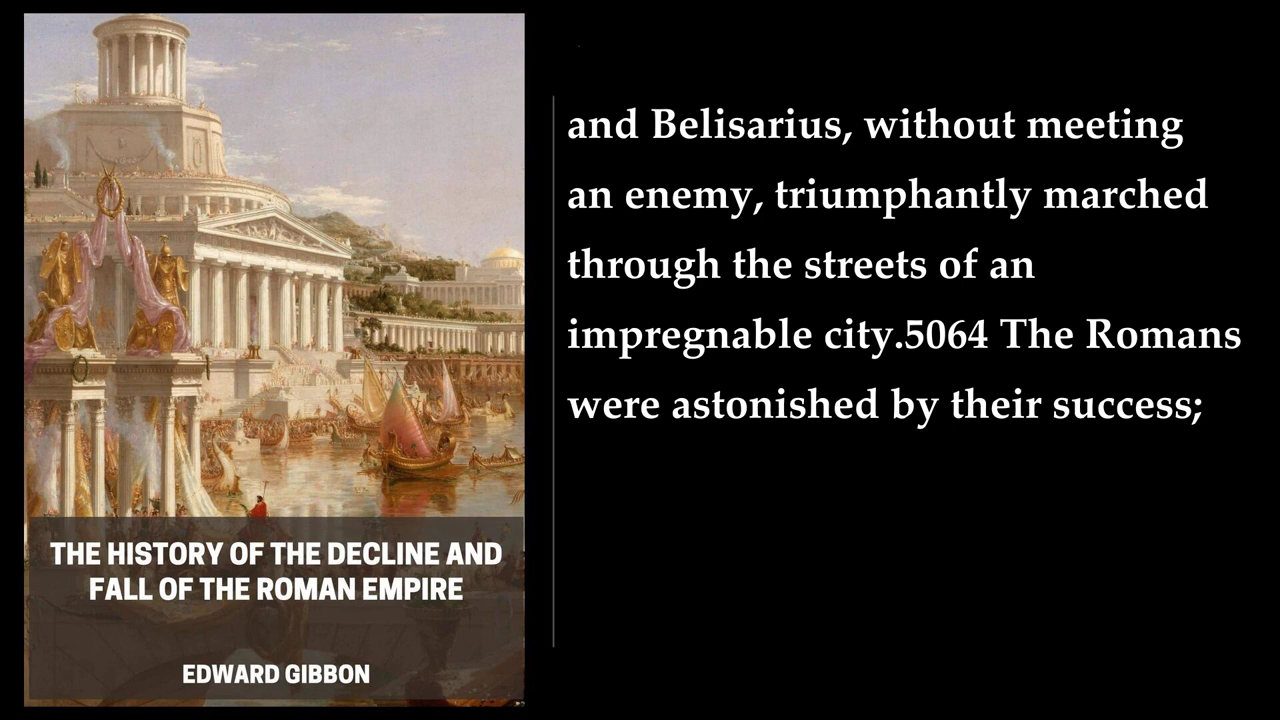 THE HISTORY OF THE DECLINE AND
FALL OF THE ROMAN EMPIRE
EDWARD GIBBON
and Belisarius, without meeting
an enemy, triumphantly marched
through the streets of an
impregnable city.5064 The Romans
were astonished by their success;